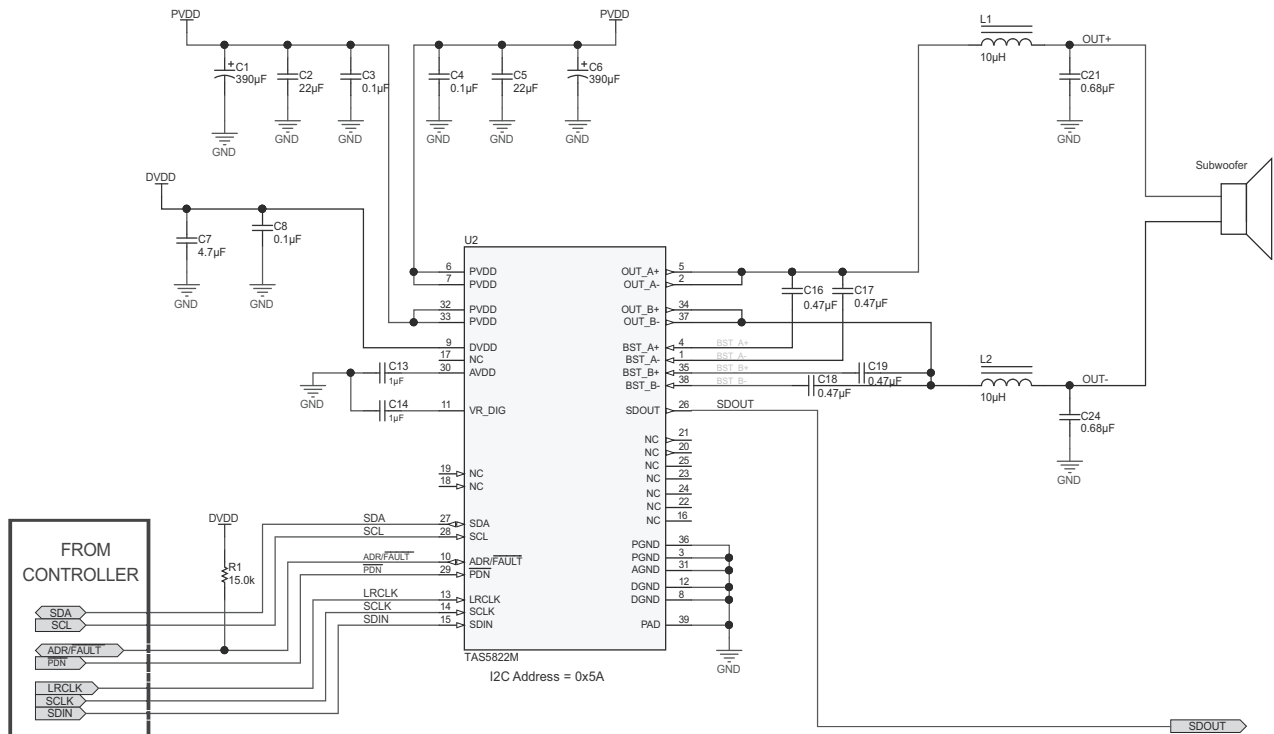 PVDD
PVDD
L1
10µH
OUT+
C1
390µF
C2
22µF
C3
0.1µF
C4
0.1µF
C5
22µF
C6
390µF
C21
0.68µF
GND
GND
GND
GND
GND
GND
GND
Subwoofer
DVDD
C7
4.7µF
C8
0.1µF
GND
GND
U2
6 PVDD
7 PVDD
32 PVDD
33 PVDD
9 DVDD
17 NC
30 AVDD
11 VR_DIG
19 NC
18 NC
27 SDA
28 SCL
10 ADR/FAULT
29 PDN
13 LRCLK
14 SCLK
15 SDIN
OUT_A+ 5
OUT_A- 2
OUT_B+ 34
OUT_B- 37
BST_A+ 4
BST_A- 1
BST_B+ 35
BST_B- 38
SDOUT 26
NC 21
NC 20
NC 25
NC 23
NC 24
NC 22
NC 16
PGND 36
PGND 3
AGND 31
DGND 12
DGND 8
PAD 39
GND
C13
1µF
C14
1µF
GND
C16
0.47µF
C17
0.47µF
BST_A+
BST_A-
BST_B+
BST_B-
C19
0.47µF
C18
0.47µF
L2
10µH
OUT-
C24
0.68µF
GND
SDOUT
DVDD
R1
15.0k
SDA
SCL
ADR/FAULT
PDN
LRCLK
SCLK
SDIN
FROM
CONTROLLER
SDA
SCL
ADR/FAULT
PDN
LRCLK
SCLK
SDIN
TAS5822M
I2C Address = 0x5A
SDOUT